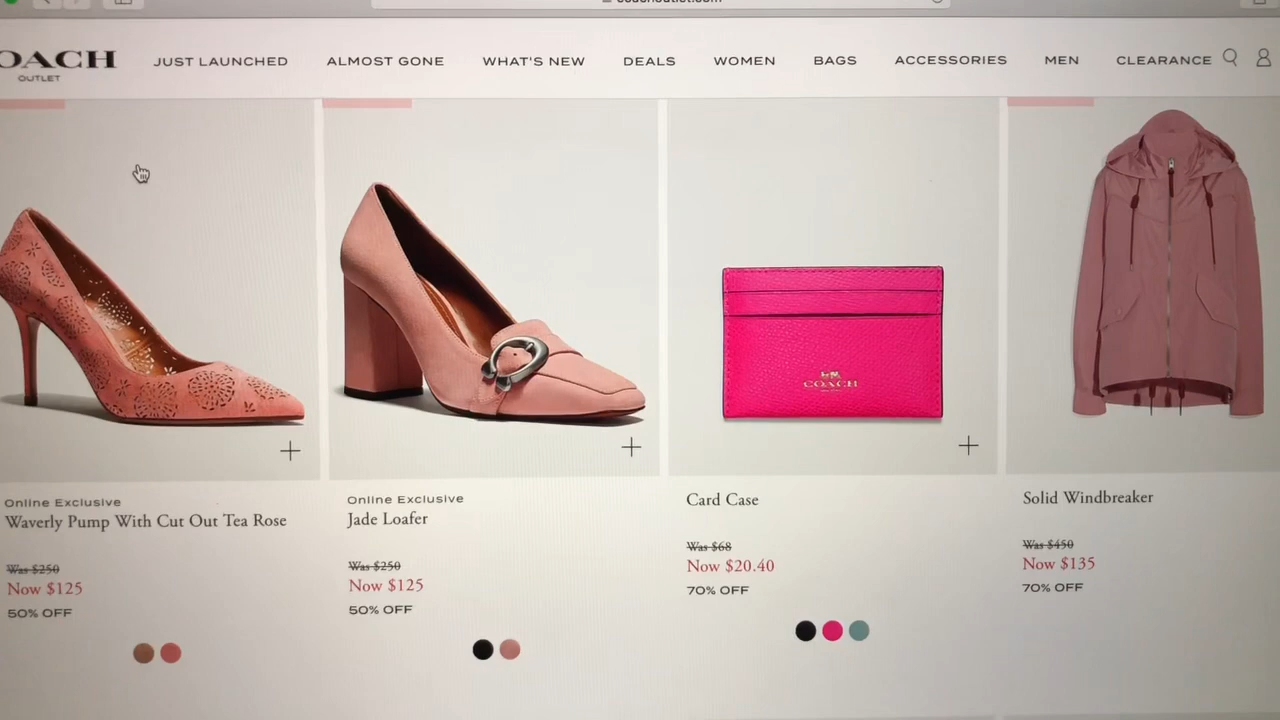 coachoutlet.com
OACH
OUTLET
JUST LAUNCHED
ALMOST GONE
WHAT'S NEW
DEALS
WOMEN
BAGS
ACCESSORIES
MEN
CLEARANCE
COACH
Online Exclusive
Waverly Pump With Cut Out Tea Rose
Was $250
Now $125
50% OFF
Online Exclusive
Jade Loafer
Was $250
Now $125
50% OFF
Card Case
Was $68
Now $20.40
70% OFF
Solid Windbreaker
Was $450
Now $135
70% OFF